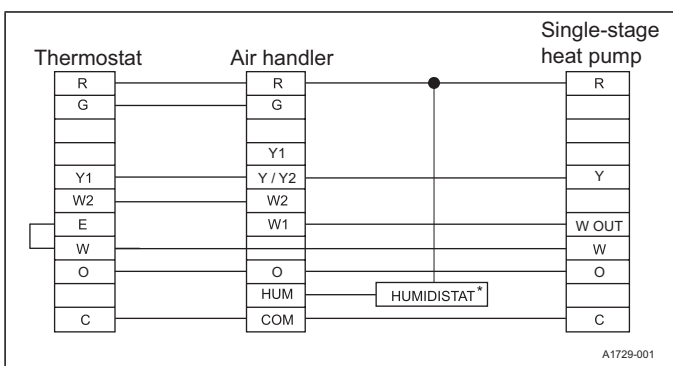 Single-stage
Thermostat Air handler heat pump
R R R
G G
Y1
Y1 Y / Y2 Y
W2 W2
E W1 W OUT
W W
O O O
HUM HUMIDISTAT*
C COM C
A1729-001